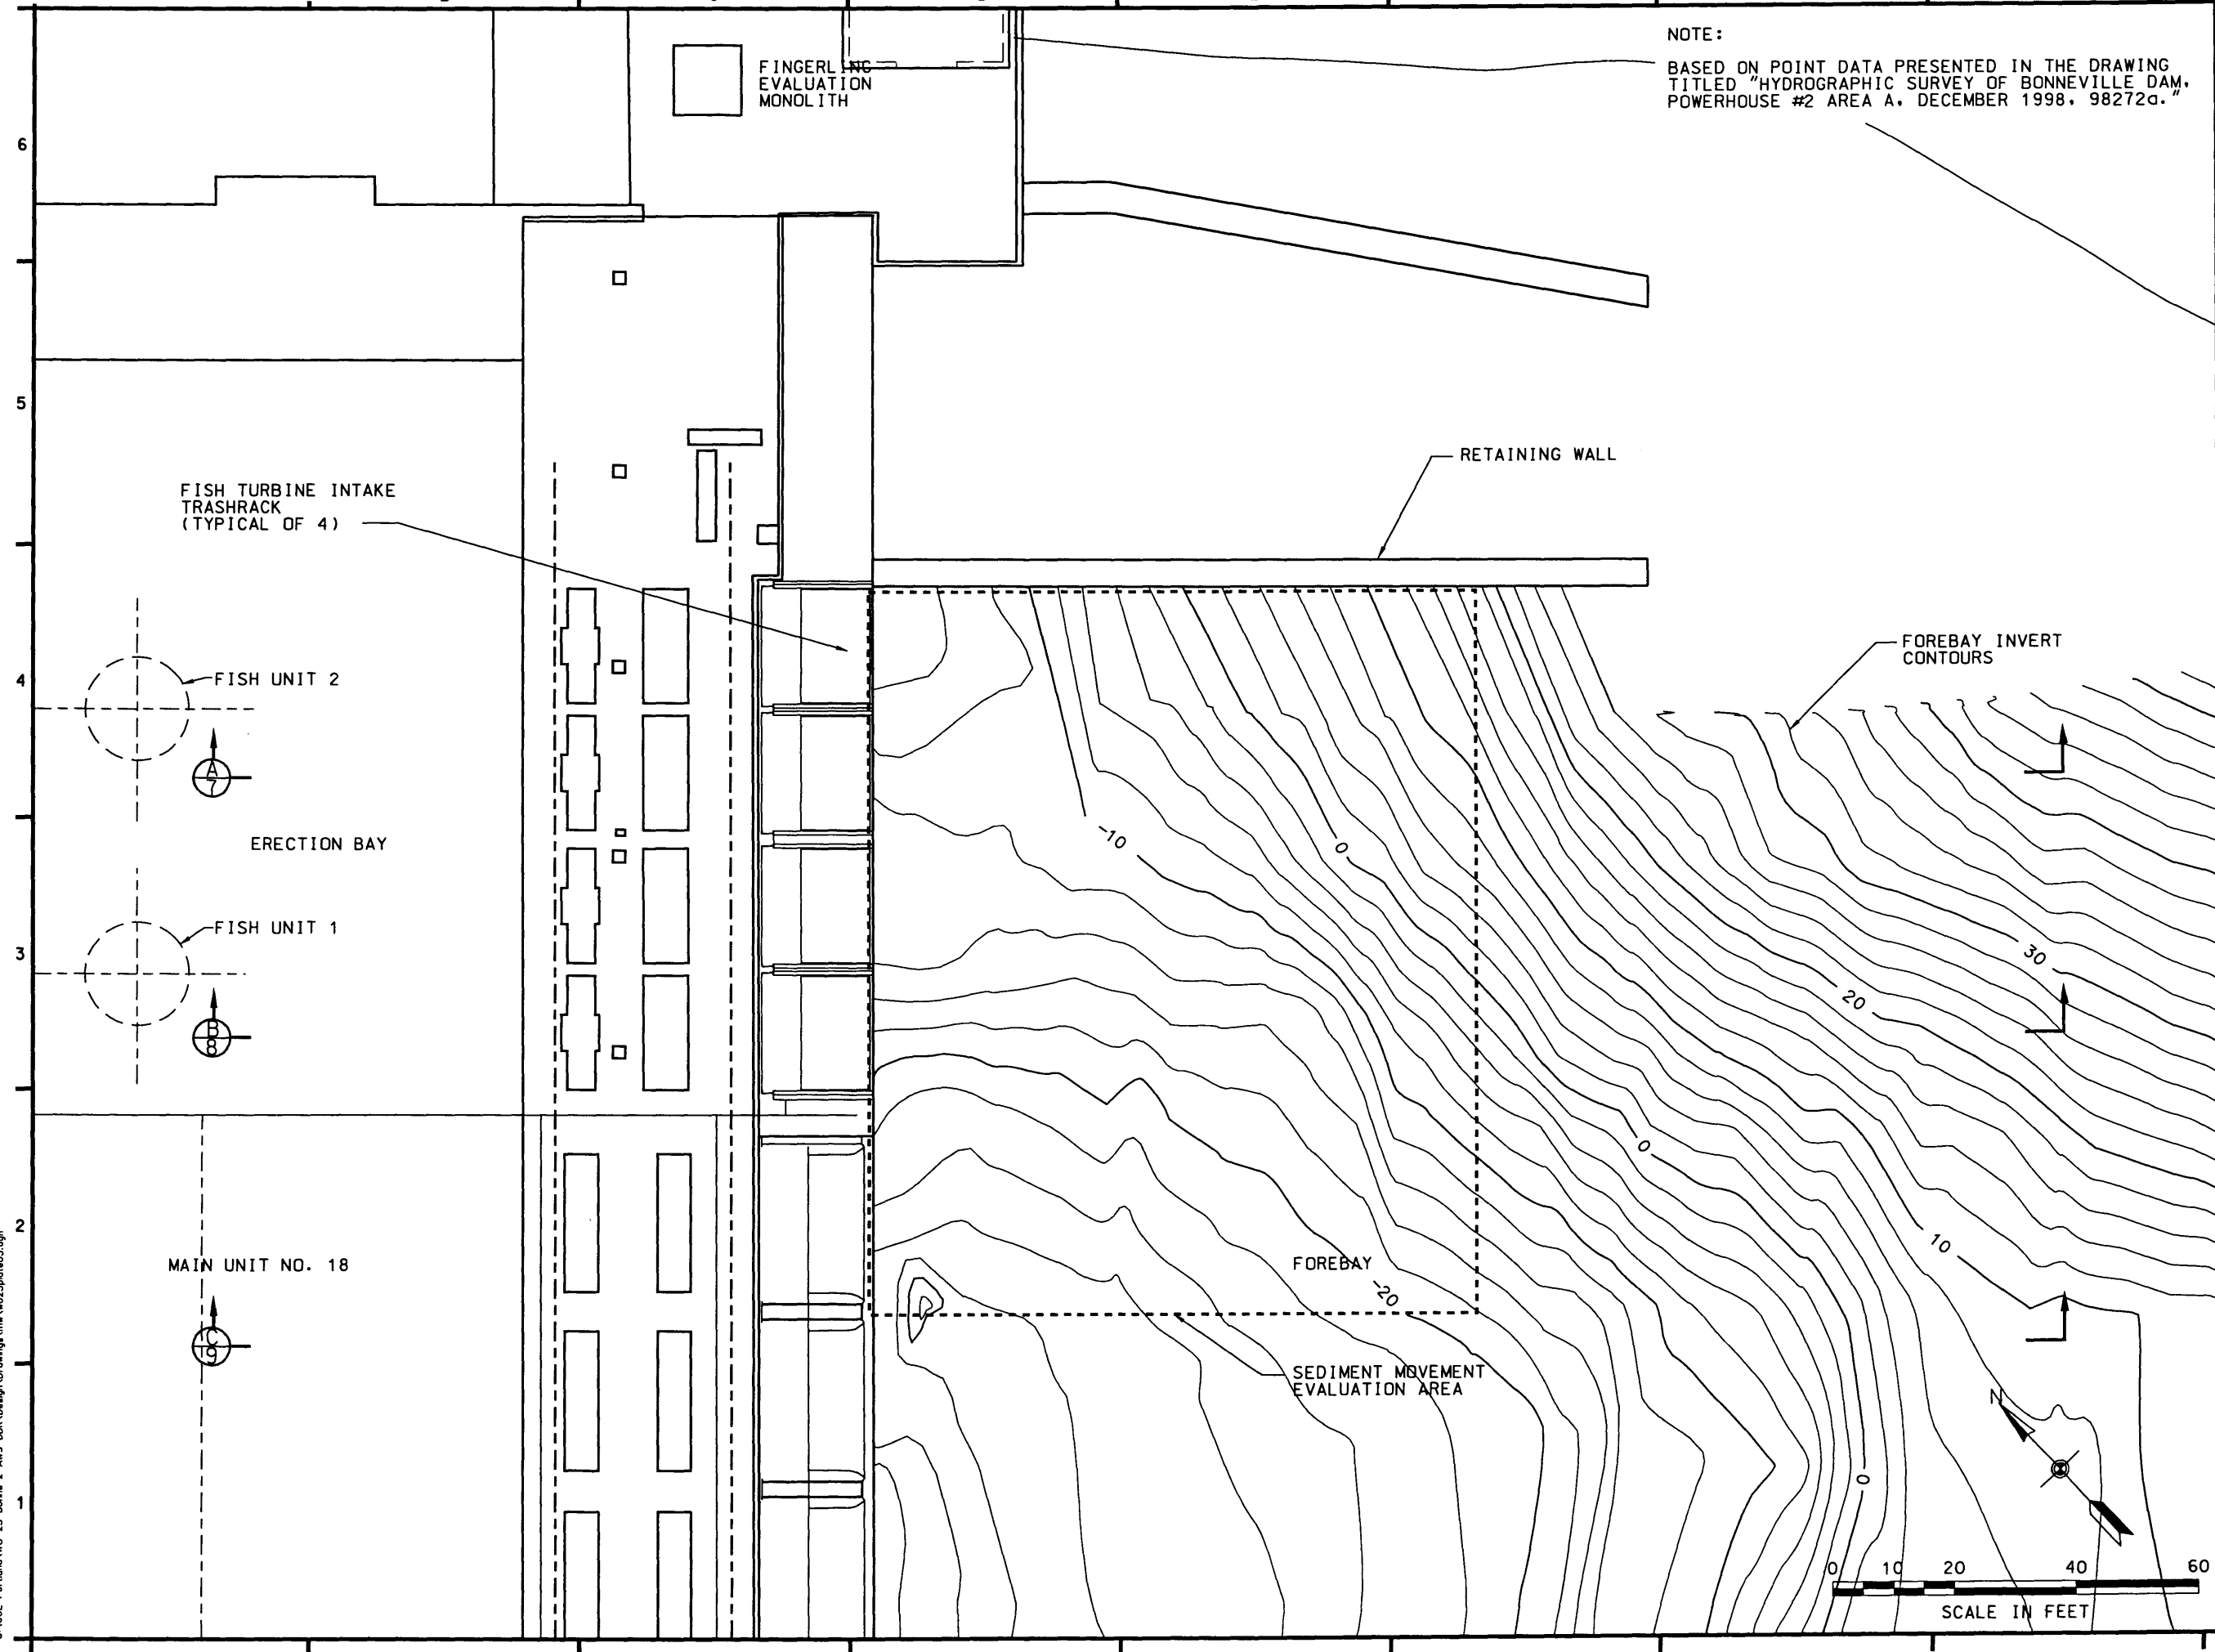 NOTE:
BASED ON POINT DATA PRESENTED IN THE DRAWING
TITLED "HYDROGRAPHIC SURVEY OF BONNEVILLE DAM,
POWERHOUSE #2 AREA A, DECEMBER 1998, 98272a."
FINGERLING
EVALUATION
MONOLITH
6
5
RETAINING WALL
FISH TURBINE INTAKE
TRASHRACK
(TYPICAL OF 4)
FOREBAY INVERT
CONTOURS
4
FISH UNIT 2
A
7
ERECTION BAY
-10
0
FISH UNIT 1
3
30
20
B
8
0
2
10
MAIN UNIT NO. 18
FOREBAY
-20
C
9
SEDIMENT MOVEMENT
EVALUATION AREA
N
1
0
0 10 20 40 60
SCALE IN FEET